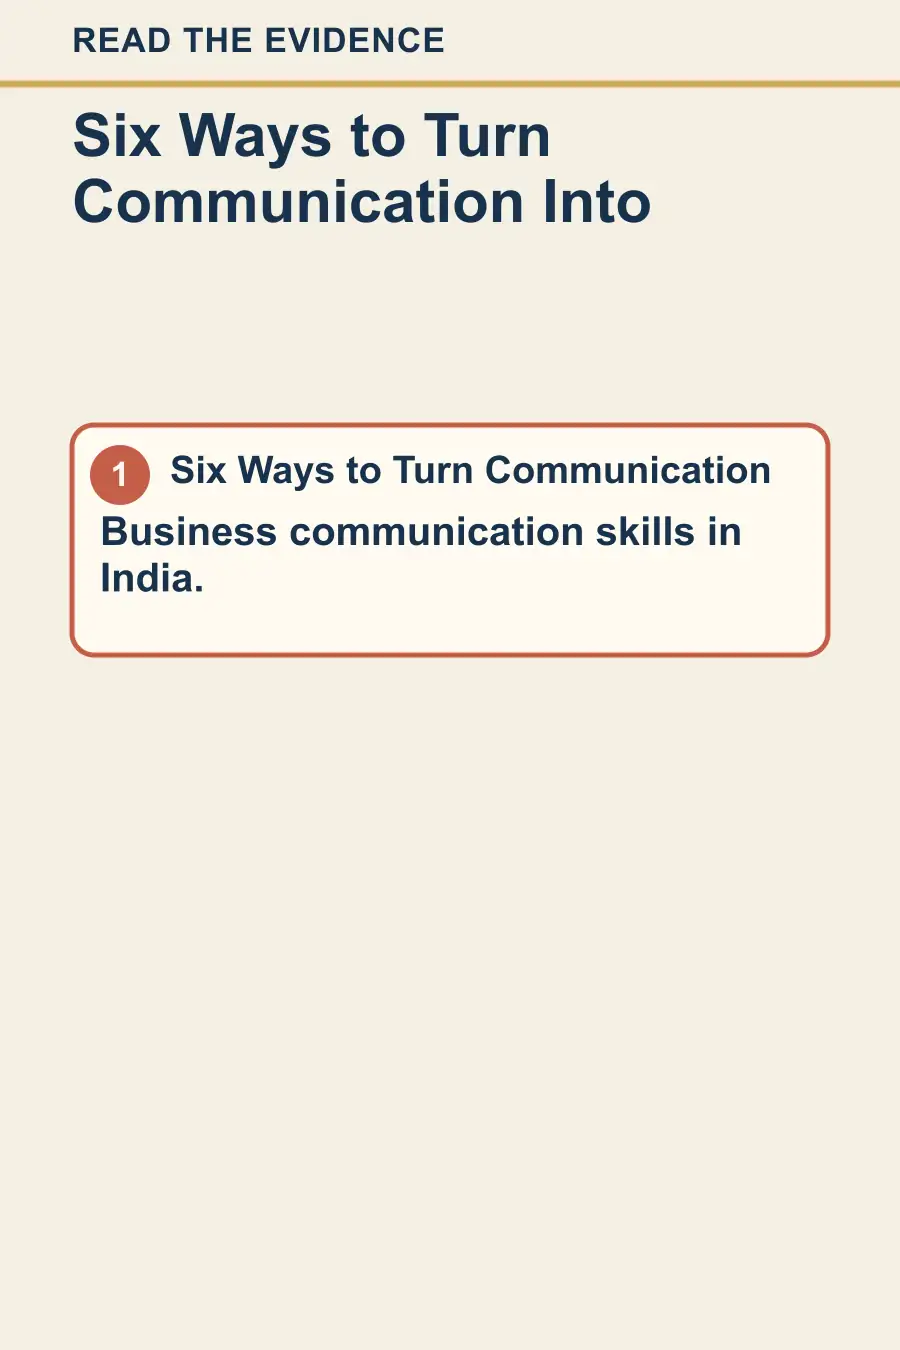 READ THE EVIDENCE
Six Ways to Turn
Communication Into
1 Six Ways to Turn Communication
Business communication skills in
India.